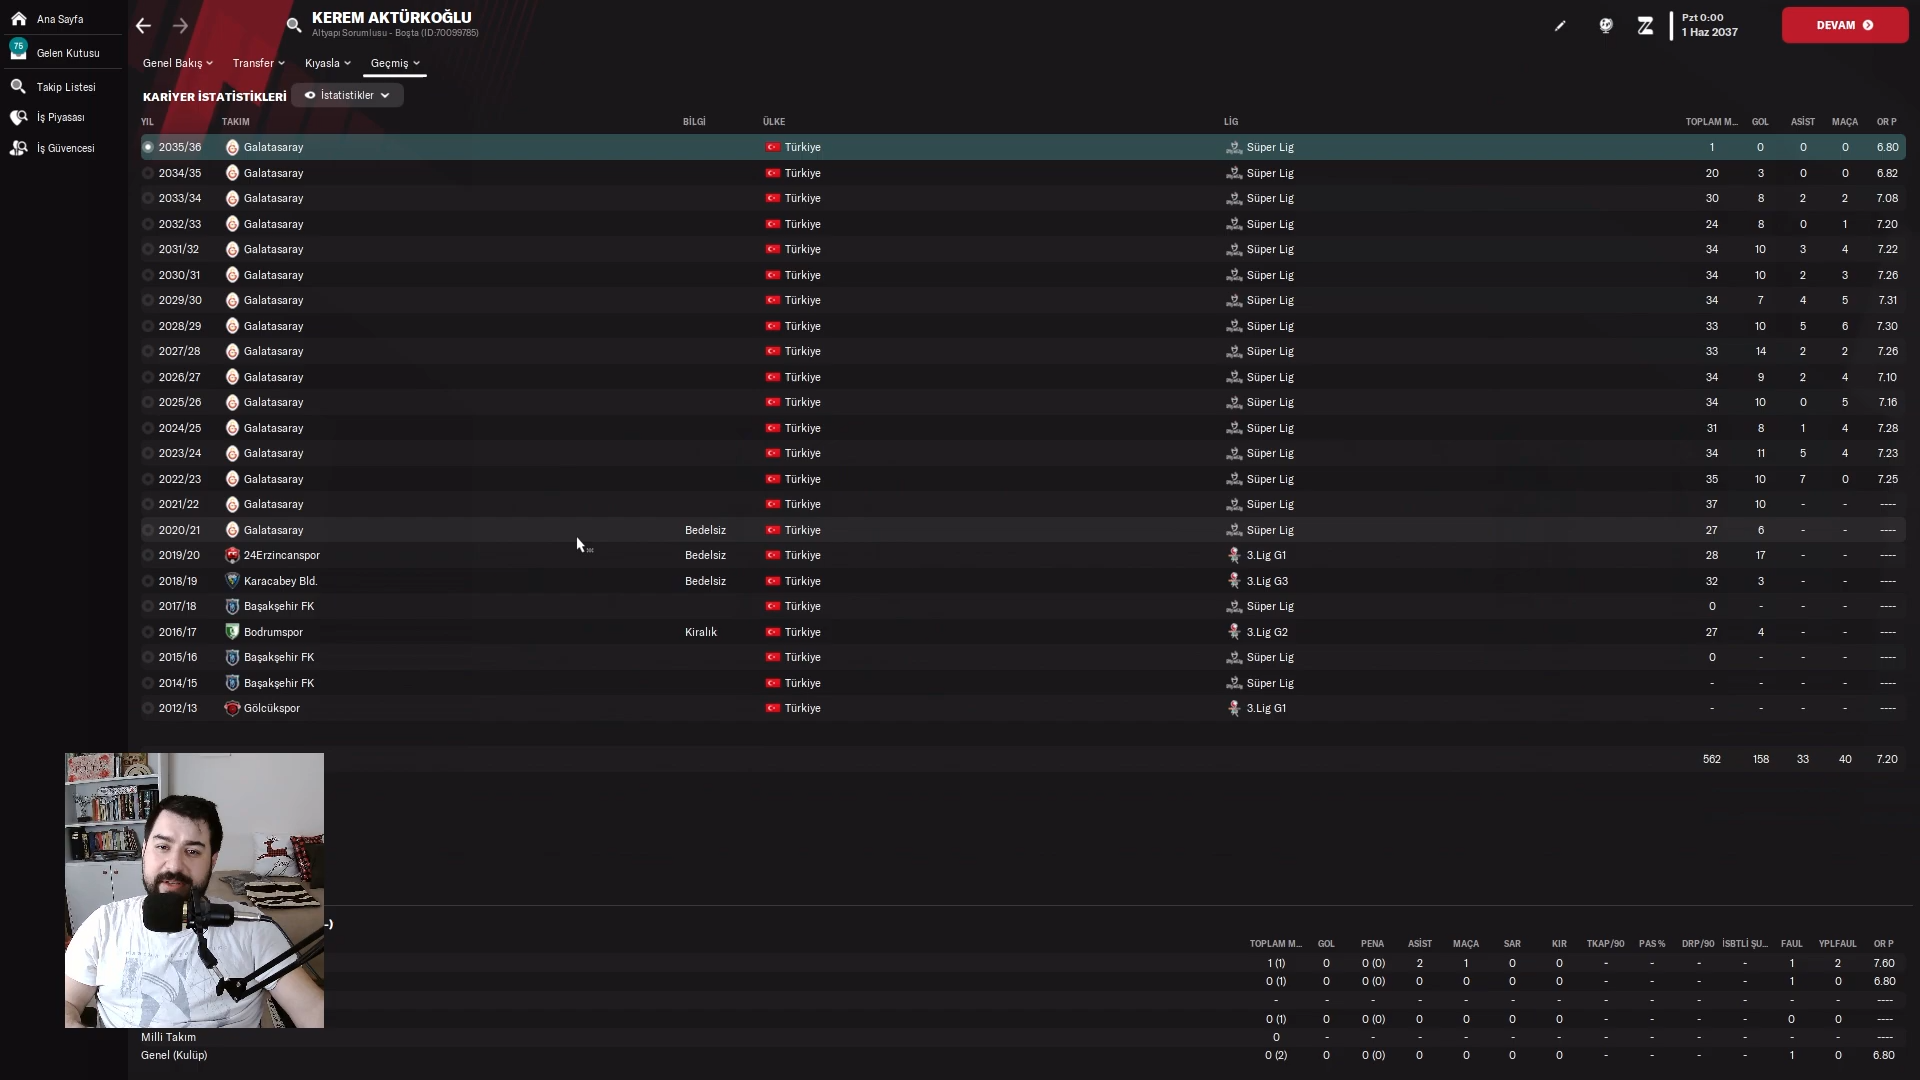 Ana Sayfa
75
Gelen Kutusu
Takip Listesi
İş Piyasası
İş Güvencesi
KEREM AKTÜRKOĞLU
Altyapı Sorumlusu - Boşta (ID:70099785)
Pzt 0:00
1 Haz 2037
DEVAM
Genel Bakış Transfer Kıyasla Geçmiş
KARİYER İSTATİSTİKLERİ İstatistikler
YIL TAKIM BİLGİ ÜLKE LİG TOPLAM M... GOL ASİST MAÇA OR P
2035/36 Galatasaray Türkiye Süper Lig 1 0 0 0 6.80
2034/35 Galatasaray Türkiye Süper Lig 20 3 0 0 6.82
2033/34 Galatasaray Türkiye Süper Lig 30 8 2 2 7.08
2032/33 Galatasaray Türkiye Süper Lig 24 8 0 1 7.20
2031/32 Galatasaray Türkiye Süper Lig 34 10 3 4 7.22
2030/31 Galatasaray Türkiye Süper Lig 34 10 2 3 7.26
2029/30 Galatasaray Türkiye Süper Lig 34 7 4 5 7.31
2028/29 Galatasaray Türkiye Süper Lig 33 10 5 6 7.30
2027/28 Galatasaray Türkiye Süper Lig 33 14 2 2 7.26
2026/27 Galatasaray Türkiye Süper Lig 34 9 2 4 7.10
2025/26 Galatasaray Türkiye Süper Lig 34 10 0 5 7.16
2024/25 Galatasaray Türkiye Süper Lig 31 8 1 4 7.28
2023/24 Galatasaray Türkiye Süper Lig 34 11 5 4 7.23
2022/23 Galatasaray Türkiye Süper Lig 35 10 7 0 7.25
2021/22 Galatasaray Türkiye Süper Lig 37 10 - - ----
2020/21 Galatasaray Bedelsiz Türkiye Süper Lig 27 6 - - ----
2019/20 24Erzincanspor Bedelsiz Türkiye 3.Lig G1 28 17 - - ----
2018/19 Karacabey Bld. Bedelsiz Türkiye 3.Lig G3 32 3 - - ----
2017/18 Başakşehir FK Türkiye Süper Lig 0 - - - ----
2016/17 Bodrumspor Kiralık Türkiye 3.Lig G2 27 4 - - ----
2015/16 Başakşehir FK Türkiye Süper Lig 0 - - - ----
2014/15 Başakşehir FK Türkiye Süper Lig - - - - ----
2012/13 Gölcükspor Türkiye 3.Lig G1 - - - - ----
562 158 33 40 7.20
-)
TOPLAM M... GOL PENA ASİST MAÇA SAR KIR TKAP/90 PAS % DRP/90 İSBTLİ ŞU... FAUL YPLFAUL OR P
1 (1) 0 0 (0) 2 1 0 0 - - - - 1 2 7.60
0 (1) 0 0 (0) 0 0 0 0 - - - - 1 0 6.80
- - - - - - - - - - - - - ----
0 (1) 0 0 (0) 0 0 0 0 - - - - 0 0 ----
Milli Takım 0 - - - - - - - - - - - - ----
Genel (Kulüp) 0 (2) 0 0 (0) 0 0 0 0 - - - - 1 0 6.80